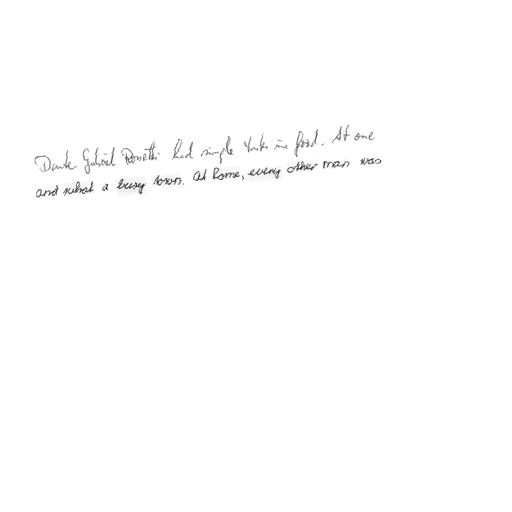 Dante Gabriel Rossetti had simple tastes in food. At one
and what a busy town. At Rome, every other man was